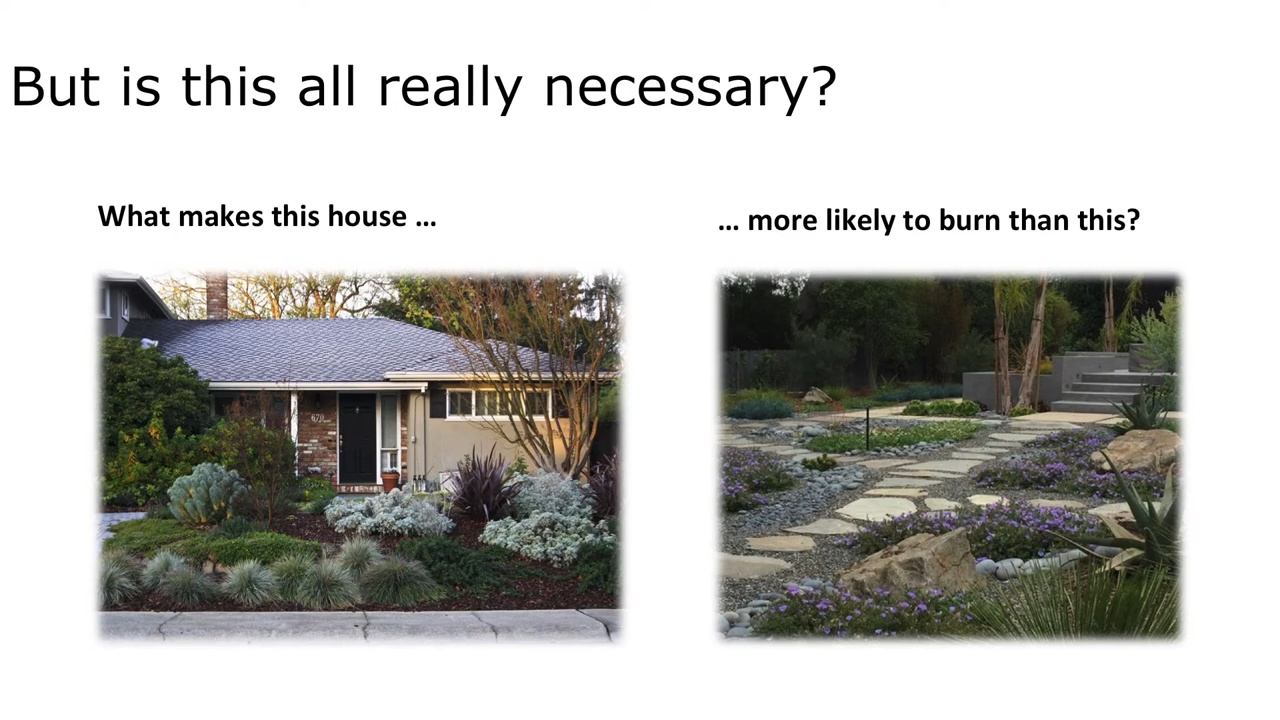 But is this all really necessary?
What makes this house …
… more likely to burn than this?